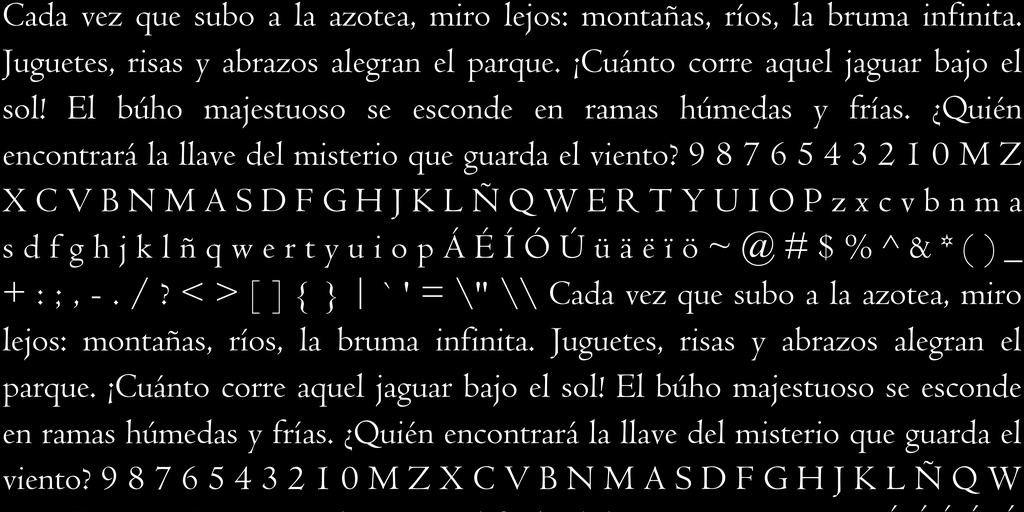 Cada vez que subo a la azotea, miro lejos: montañas, ríos, la bruma infinita.
Juguetes, risas y abrazos alegran el parque. ¡Cuánto corre aquel jaguar bajo el
sol! El búho majestuoso se esconde en ramas húmedas y frías. ¿Quién
encontrará la llave del misterio que guarda el viento? 9 8 7 6 5 4 3 2 1 0 M Z
X C V B N M A S D F G H J K L Ñ Q W E R T Y U I O P z x c v b n m a
s d f g h j k l ñ q w e r t y u i o p Á É Í Ó Ú ü ä ë ï ö ~ @ # $ % ^ & * ( ) _
+ : ; , - . / ? < > [ ] { } | ` ' = \" \\ Cada vez que subo a la azotea, miro
lejos: montañas, ríos, la bruma infinita. Juguetes, risas y abrazos alegran el
parque. ¡Cuánto corre aquel jaguar bajo el sol! El búho majestuoso se esconde
en ramas húmedas y frías. ¿Quién encontrará la llave del misterio que guarda el
viento? 9 8 7 6 5 4 3 2 1 0 M Z X C V B N M A S D F G H J K L Ñ Q W